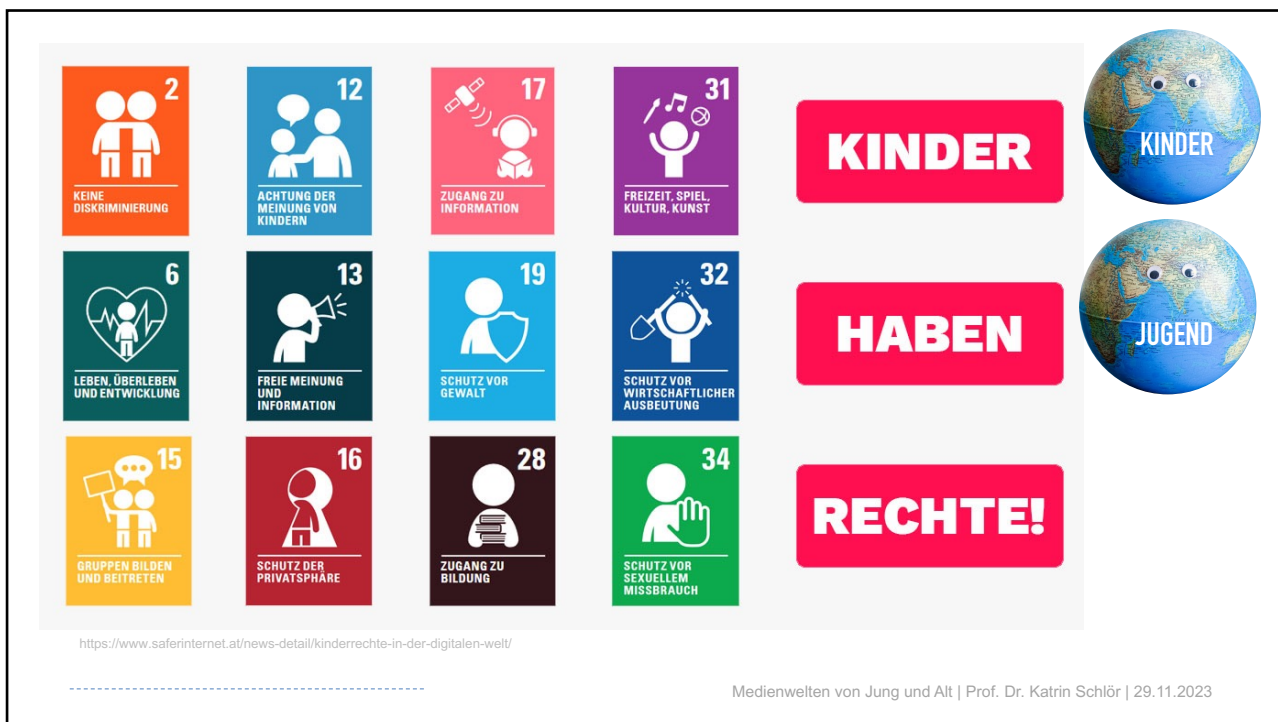 2
KEINE
DISKRIMINIERUNG
12
ACHTUNG DER
MEINUNG VON
KINDERN
17
ZUGANG ZU
INFORMATION
31
FREIZEIT, SPIEL,
KULTUR, KUNST
KINDER
KINDER
6
LEBEN, ÜBERLEBEN
UND ENTWICKLUNG
13
FREIE MEINUNG
UND
INFORMATION
19
SCHUTZ VOR
GEWALT
32
SCHUTZ VOR
WIRTSCHAFTLICHER
AUSBEUTUNG
HABEN
JUGEND
15
GRUPPEN BILDEN
UND BEITRETEN
16
SCHUTZ DER
PRIVATSPHÄRE
28
ZUGANG ZU
BILDUNG
34
SCHUTZ VOR
SEXUELLEM
MISSBRAUCH
RECHTE!
https://www.saferinternet.at/news-detail/kinderrechte-in-der-digitalen-welt/
Medienwelten von Jung und Alt | Prof. Dr. Katrin Schlör | 29.11.2023